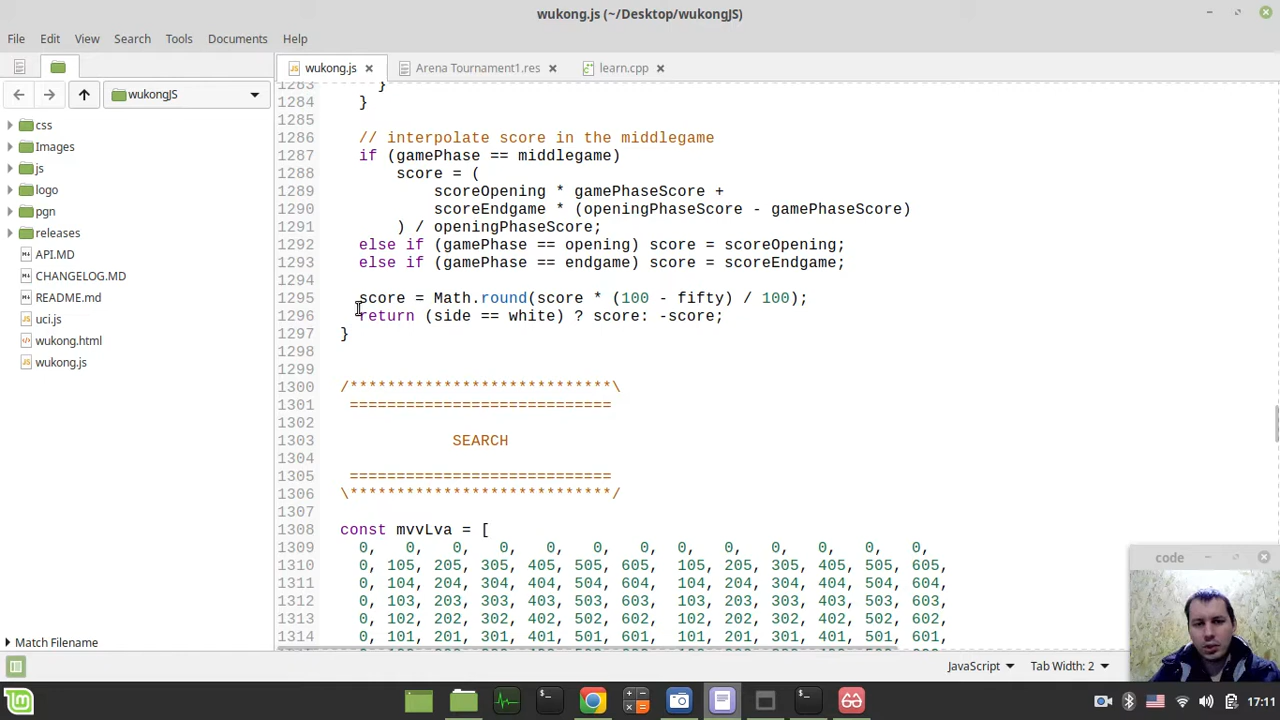 wukong.js (~/Desktop/wukongJS)
File Edit View Search Tools Documents Help
wukong.js Arena Tournament1.res learn.cpp
wukongJS
css
Images
js
logo
pgn
releases
API.MD
CHANGELOG.MD
README.md
uci.js
wukong.html
wukong.js
Match Filename
1283 }
1284 }
1285
1286 // interpolate score in the middlegame
1287 if (gamePhase == middlegame)
1288 score = (
1289 scoreOpening * gamePhaseScore +
1290 scoreEndgame * (openingPhaseScore - gamePhaseScore)
1291 ) / openingPhaseScore;
1292 else if (gamePhase == opening) score = scoreOpening;
1293 else if (gamePhase == endgame) score = scoreEndgame;
1294
1295 score = Math.round(score * (100 - fifty) / 100);
1296 return (side == white) ? score: -score;
1297 }
1298
1299
1300 /****************************\
1301 ============================
1302
1303 SEARCH
1304
1305 ============================
1306 \****************************/
1307
1308 const mvvLva = [
1309 0, 0, 0, 0, 0, 0, 0, 0, 0, 0, 0, 0, 0,
1310 0, 105, 205, 305, 405, 505, 605, 105, 205, 305, 405, 505, 605,
1311 0, 104, 204, 304, 404, 504, 604, 104, 204, 304, 404, 504, 604,
1312 0, 103, 203, 303, 403, 503, 603, 103, 203, 303, 403, 503, 603,
1313 0, 102, 202, 302, 402, 502, 602, 102, 202, 302, 402, 502, 602,
1314 0, 101, 201, 301, 401, 501, 601, 101, 201, 301, 401, 501, 601,
code
JavaScript Tab Width: 2
17:11